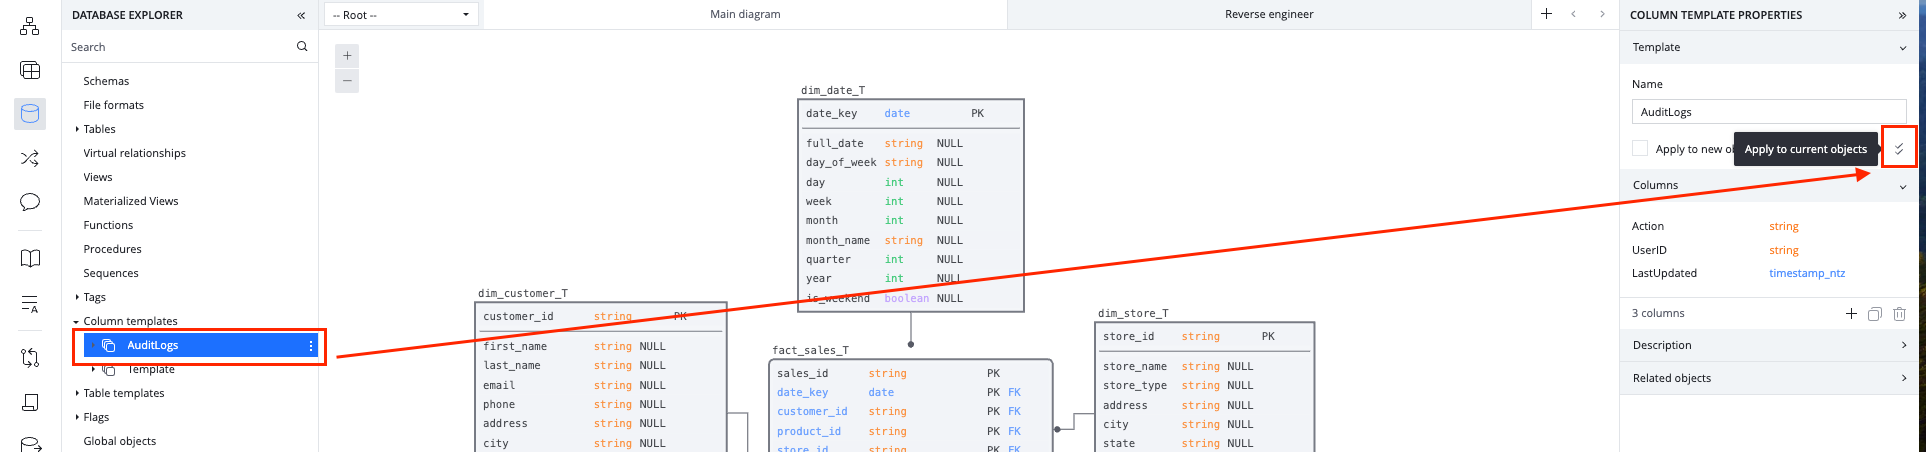 DATABASE EXPLORER «
Search
Schemas
File formats
Tables
Virtual relationships
Views
Materialized Views
Functions
Procedures
Sequences
Tags
Column templates
AuditLogs
Template
Table templates
Flags
Global objects
-- Root --
Main diagram
Reverse engineer
dim_date_T
date_key date PK
full_date string NULL
day_of_week string NULL
day int NULL
week int NULL
month int NULL
month_name string NULL
quarter int NULL
year int NULL
is_weekend boolean NULL
dim_customer_T
customer_id string PK
first_name string NULL
last_name string NULL
email string NULL
phone string NULL
address string NULL
city string NULL
fact_sales_T
sales_id string PK
date_key date PK FK
customer_id string PK FK
product_id string PK FK
store_id string PK FK
dim_store_T
store_id string PK
store_name string NULL
store_type string NULL
address string NULL
city string NULL
state string NULL
COLUMN TEMPLATE PROPERTIES »
Template
Name
AuditLogs
Apply to new ob
Apply to current objects
Columns
Action string
UserID string
LastUpdated timestamp_ntz
3 columns
Description
Related objects